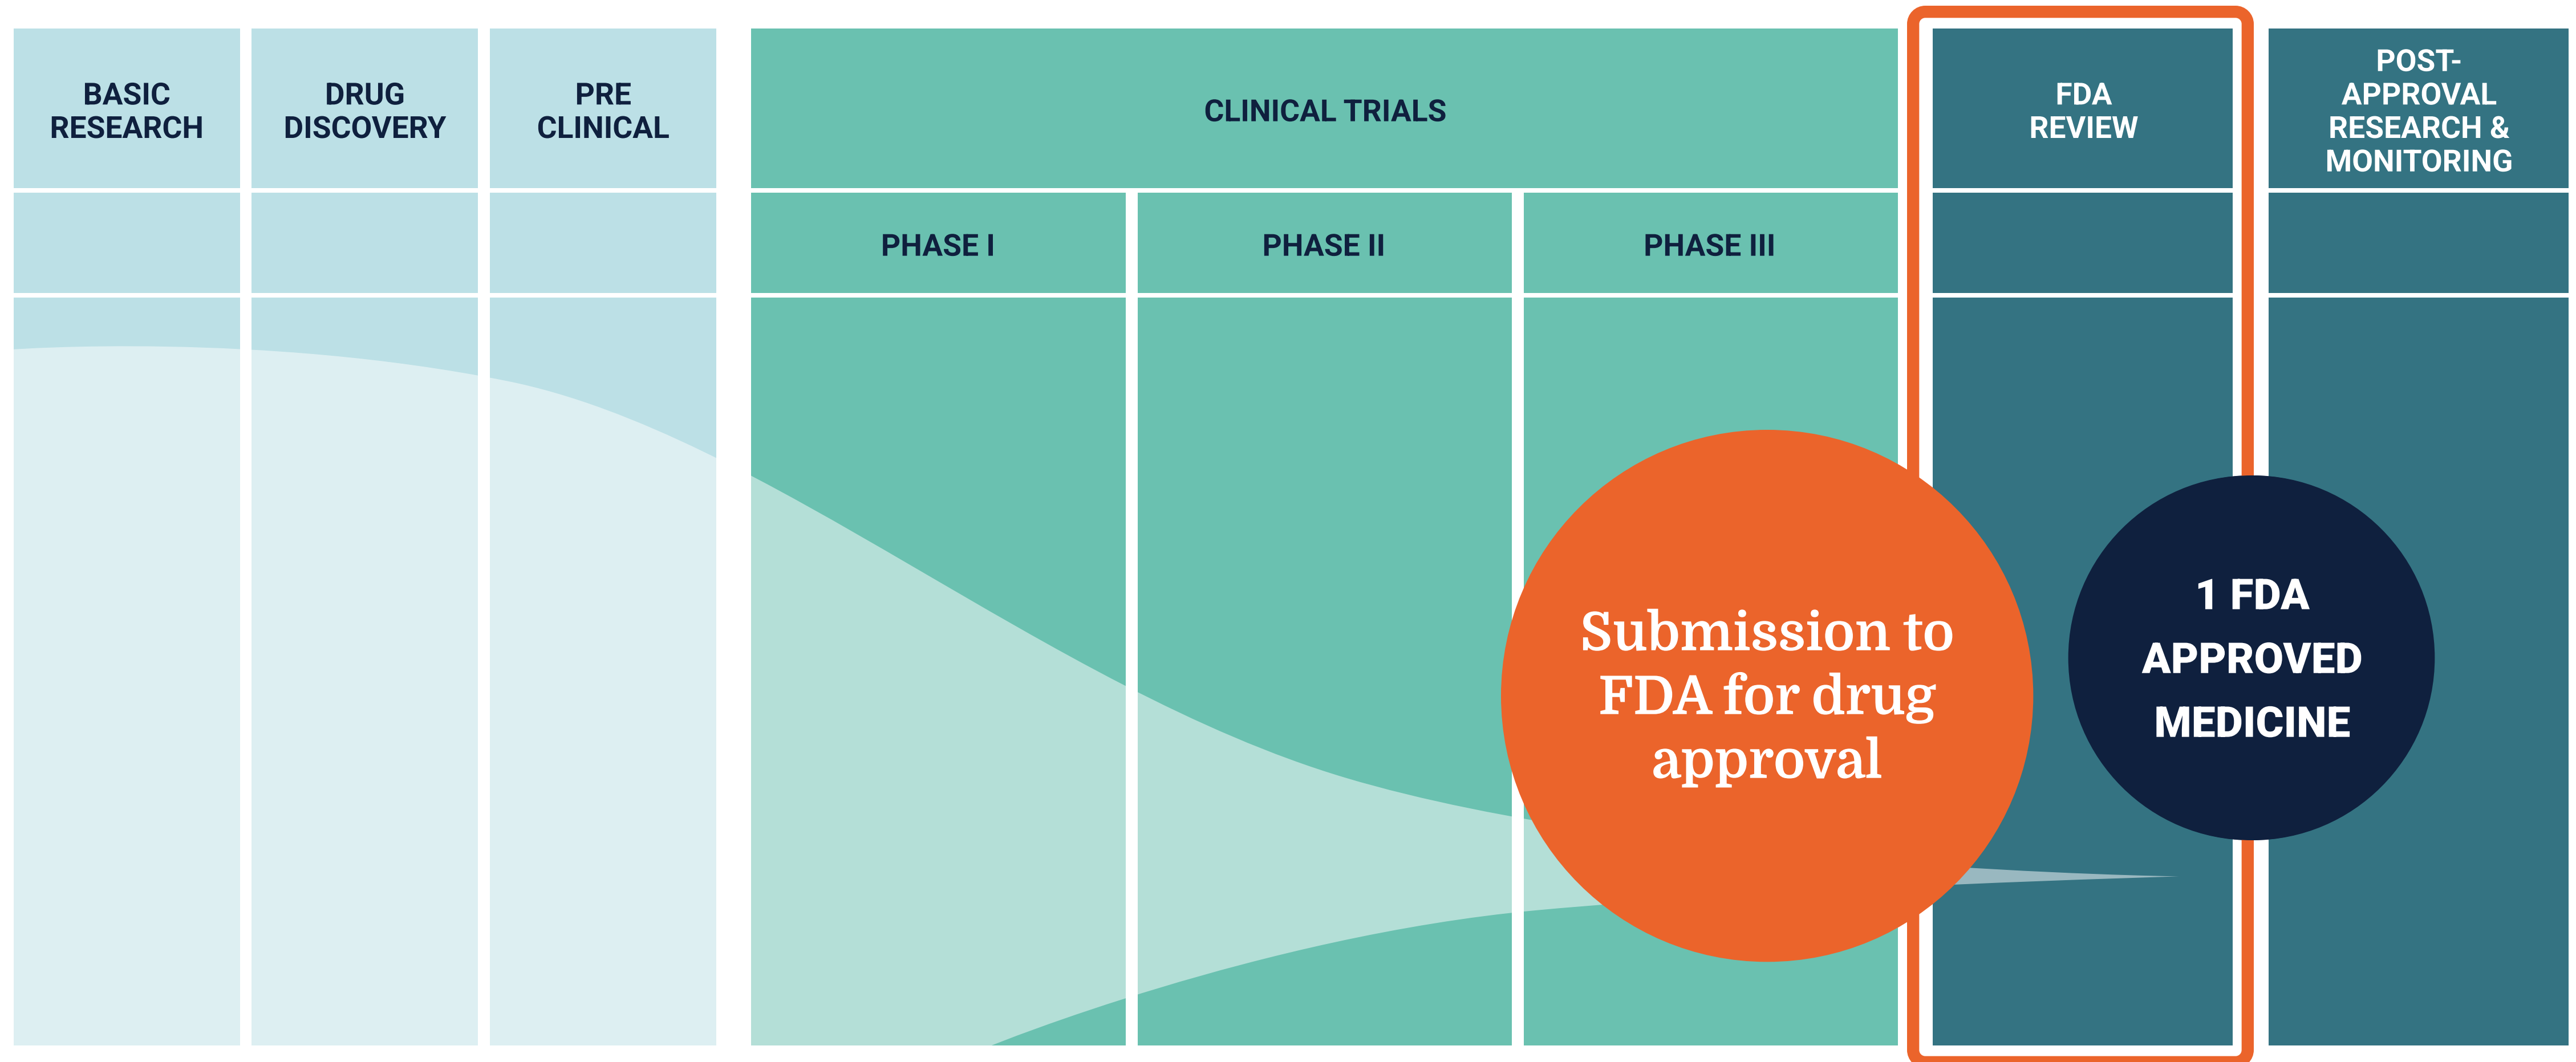 BASIC
RESEARCH
DRUG
DISCOVERY
PRE
CLINICAL
CLINICAL TRIALS
FDA
REVIEW
POST-
APPROVAL
RESEARCH &
MONITORING
PHASE I
PHASE II
PHASE III
Submission to
FDA for drug
approval
1 FDA
APPROVED
MEDICINE